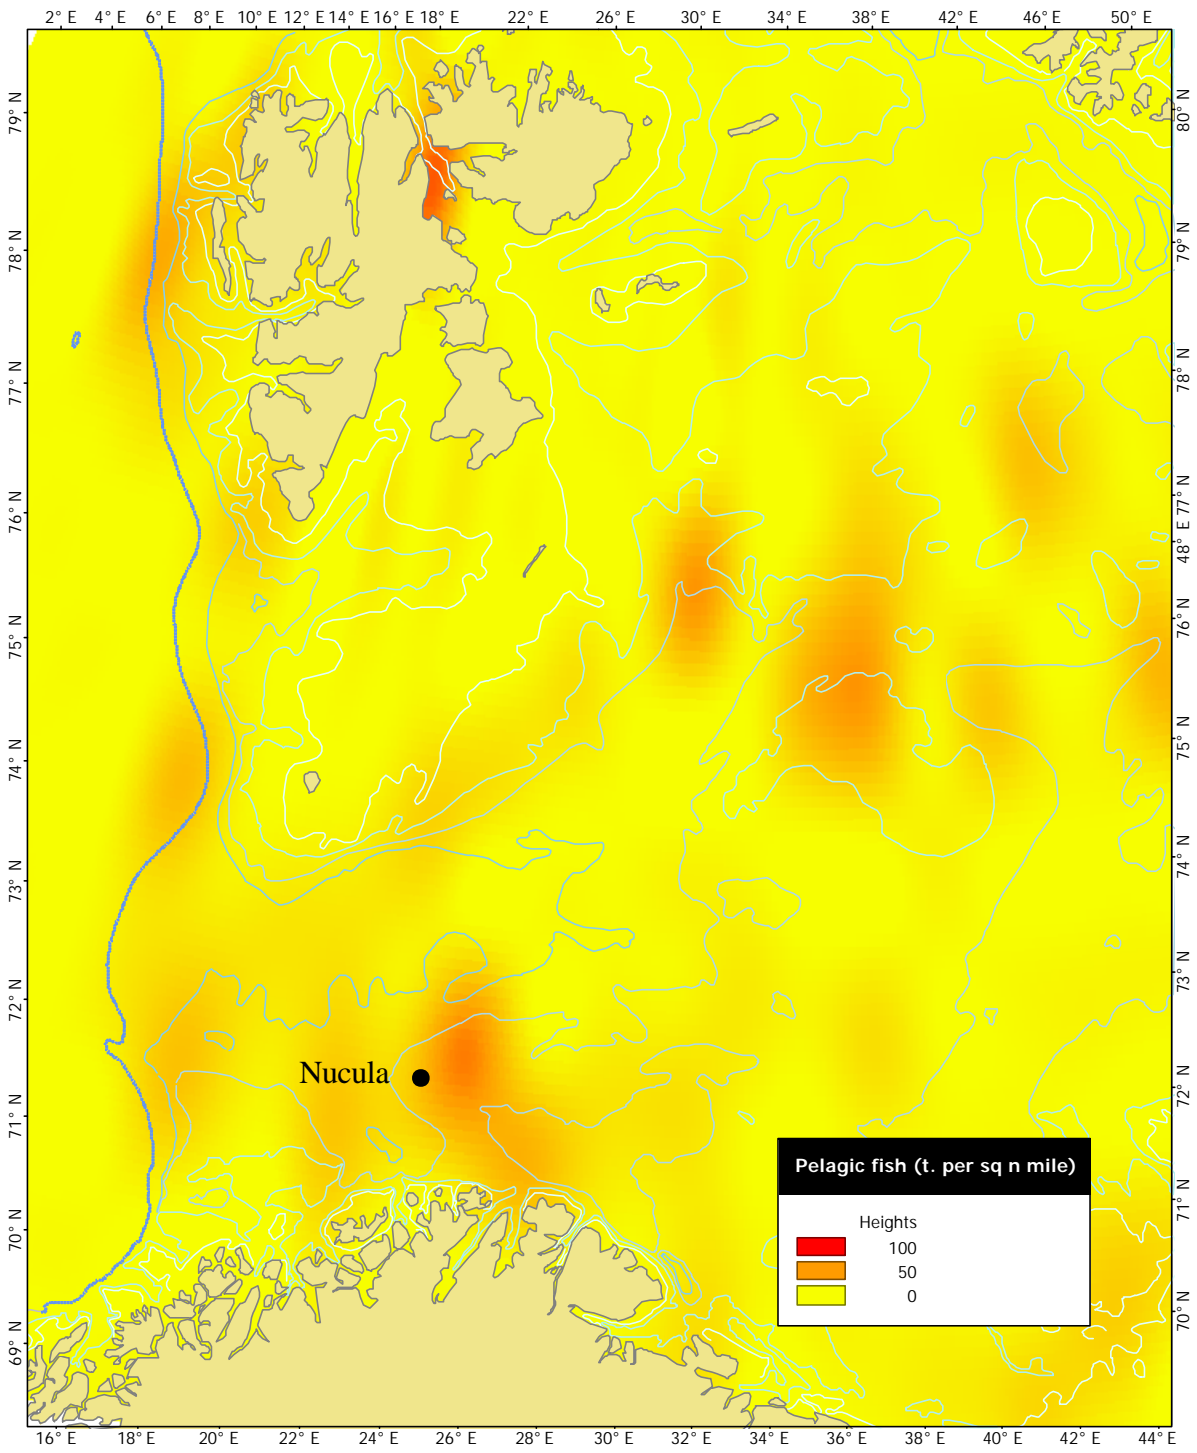 2° E 4° E 6° E 8° E 10° E 12° E 14° E 16° E 18° E 22° E 26° E 30° E 34° E 38° E 42° E 46° E 50° E
79° N
78° N
77° N
76° N
75° N
74° N
73° N
72° N
71° N
70° N
69° N
80° N
79° N
78° N
77° N
48° E
76° N
75° N
74° N
73° N
72° N
71° N
70° N
Nucula
Pelagic fish (t. per sq n mile)
Heights
100
50
0
16° E 18° E 20° E 22° E 24° E 26° E 28° E 30° E 32° E 34° E 36° E 38° E 40° E 42° E 44° E